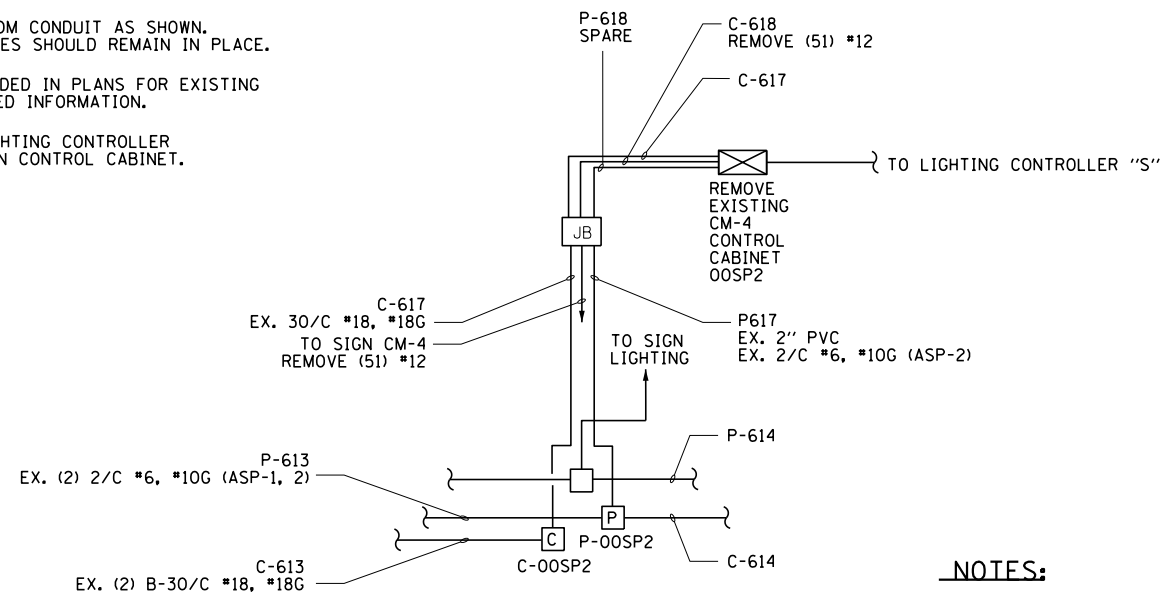 OM CONDUIT AS SHOWN.
ES SHOULD REMAIN IN PLACE.
DED IN PLANS FOR EXISTING
ED INFORMATION.
HTING CONTROLLER
N CONTROL CABINET.
P-618
SPARE
C-618
REMOVE (51) #12
C-617
TO LIGHTING CONTROLLER "S"
REMOVE
EXISTING
CM-4
CONTROL
CABINET
00SP2
JB
C-617
EX. 30/C #18, #18G
TO SIGN CM-4
REMOVE (51) #12
TO SIGN
LIGHTING
P617
EX. 2" PVC
EX. 2/C #6, #10G (ASP-2)
P-613
EX. (2) 2/C #6, #10G (ASP-1, 2)
P-614
P
P-00SP2
C
C-00SP2
C-613
EX. (2) B-30/C #18, #18G
C-614
NOTES: